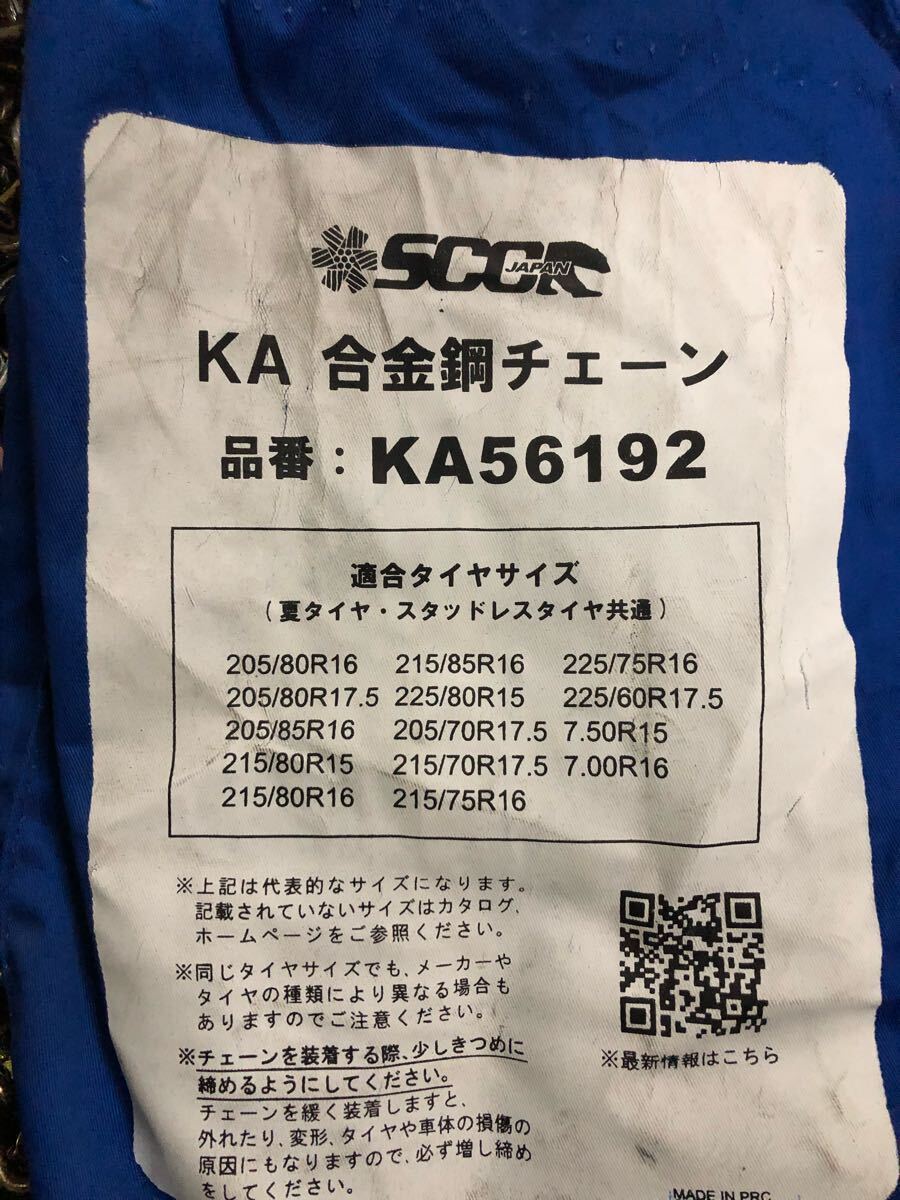 SCC JAPAN
KA 合金鋼チェーン
品番：KA56192
適合タイヤサイズ
（夏タイヤ・スタッドレスタイヤ共通）
205/80R16 215/85R16 225/75R16
205/80R17.5 225/80R15 225/60R17.5
205/85R16 205/70R17.5 7.50R15
215/80R15 215/70R17.5 7.00R16
215/80R16 215/75R16
※上記は代表的なサイズになります。
記載されていないサイズはカタログ、
ホームページをご参照ください。
※同じタイヤサイズでも、メーカーや
タイヤの種類により異なる場合も
ありますのでご注意ください。
※チェーンを装着する際、少しきつめに
締めるようにしてください。
チェーンを緩く装着しますと、
外れたり、変形、タイヤや車体の損傷の
原因にもなりますので、必ず増し締め
をしてください。
※最新情報はこちら
MADE IN PRC